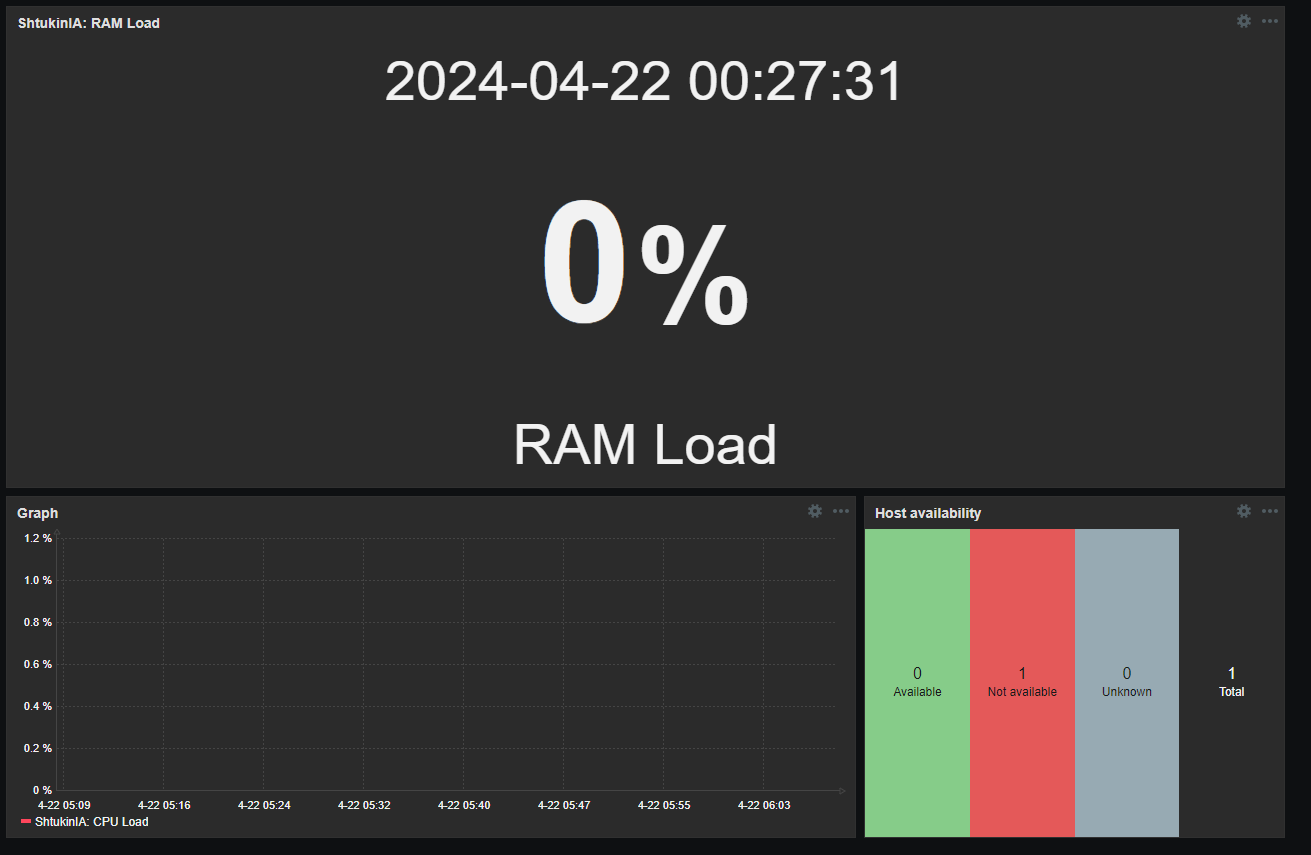 ShtukinIA: RAM Load
2024-04-22 00:27:31
0%
RAM Load
Graph
1.2 %
1.0 %
0.8 %
0.6 %
0.4 %
0.2 %
0 %
4-22 05:09 4-22 05:16 4-22 05:24 4-22 05:32 4-22 05:40 4-22 05:47 4-22 05:55 4-22 06:03
ShtukinIA: CPU Load
Host availability
0 1 0 1
Available Not available Unknown Total